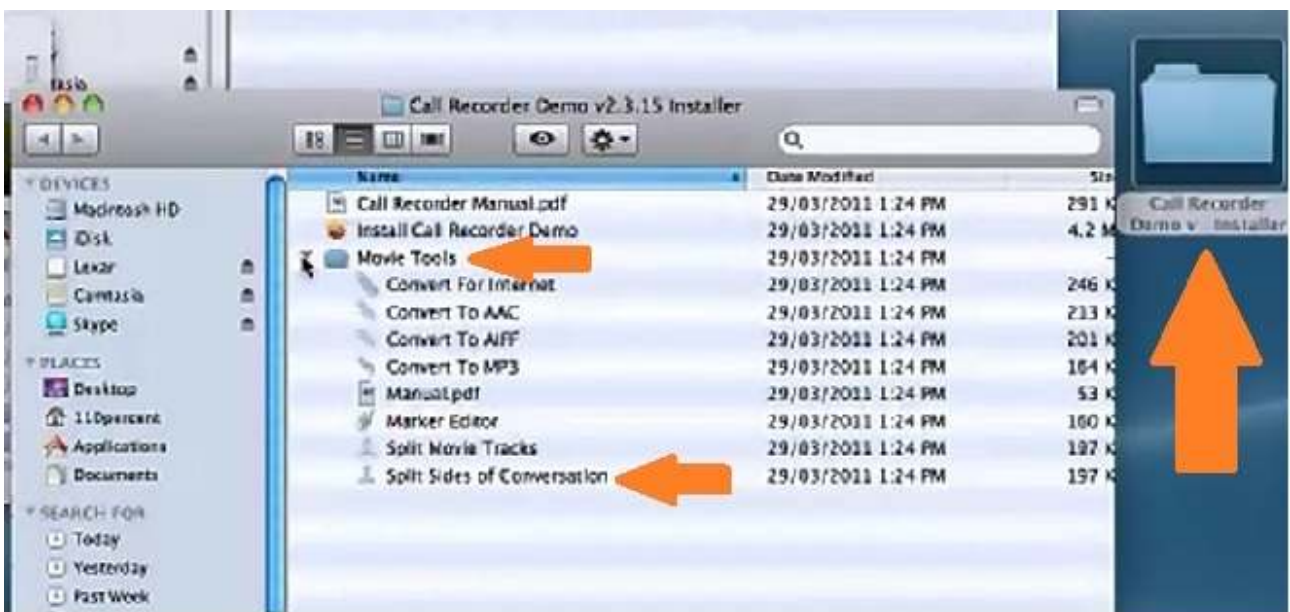 Call Recorder Demo v2.3.15 Installer
Name Date Modified
DEVICES
Macintosh HD
iDisk
Lexar
Camtasia
Skype
PLACES
Desktop
110percent
Applications
Documents
SEARCH FOR
Today
Yesterday
Past Week
Call Recorder Manual.pdf 29/03/2011 1:24 PM 291 K
Install Call Recorder Demo 29/03/2011 1:24 PM 4.2 M
Movie Tools 29/03/2011 1:24 PM -
Convert For Internet 29/03/2011 1:24 PM 246 K
Convert To AAC 29/03/2011 1:24 PM 213 K
Convert To AIFF 29/03/2011 1:24 PM 201 K
Convert To MP3 29/03/2011 1:24 PM 164 K
Manual.pdf 29/03/2011 1:24 PM 53 K
Marker Editor 29/03/2011 1:24 PM 160 K
Split Movie Tracks 29/03/2011 1:24 PM 197 K
Split Sides of Conversation 29/03/2011 1:24 PM 197 K
Call Recorder
Demo v...Installer